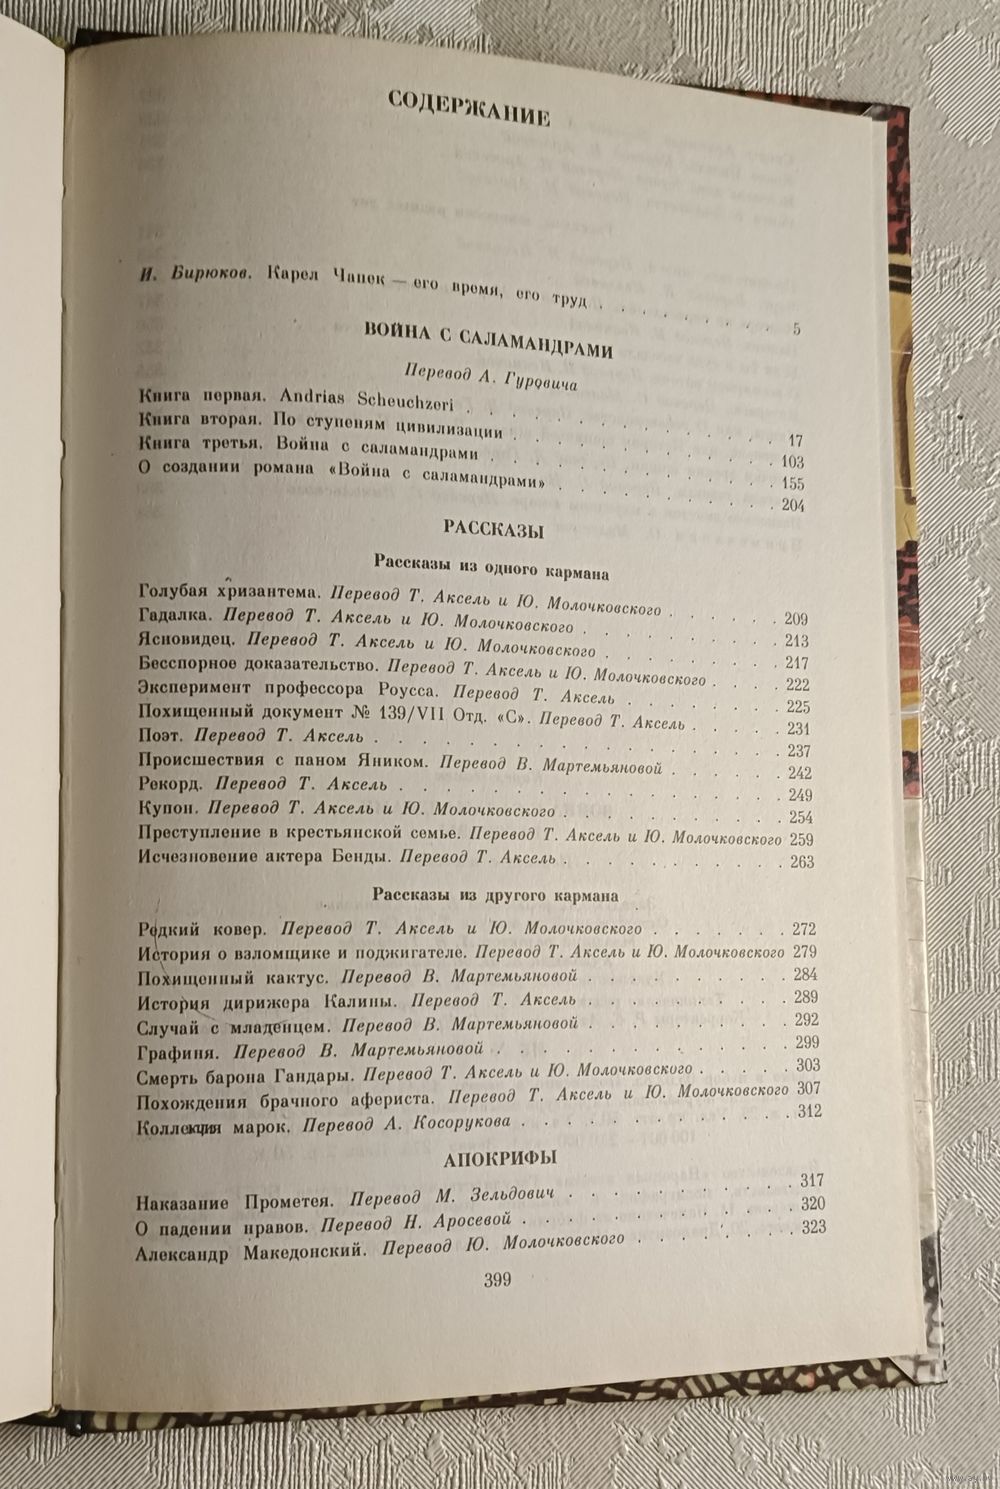 СОДЕРЖАНИЕ
И. Бирюков. Карел Чапек — его время, его труд . . . . . . . . . 5
ВОЙНА С САЛАМАНДРАМИ
Перевод А. Гуровича
Книга первая. Andrias Scheuchzeri . . . . . . . . . . . . . 17
Книга вторая. По ступеням цивилизации . . . . . . . . . . . 103
Книга третья. Война с саламандрами . . . . . . . . . . . . 155
О создании романа «Война с саламандрами» . . . . . . . . . 204
РАССКАЗЫ
Рассказы из одного кармана
Голубая хризантема. Перевод Т. Аксель и Ю. Молочковского . . . . . 209
Гадалка. Перевод Т. Аксель и Ю. Молочковского . . . . . . . . 213
Ясновидец. Перевод Т. Аксель и Ю. Молочковского . . . . . . . 217
Бесспорное доказательство. Перевод Т. Аксель и Ю. Молочковского . . . . 222
Эксперимент профессора Роусса. Перевод Т. Аксель . . . . . . . 225
Похищенный документ № 139/VII Отд. «С». Перевод Т. Аксель . . . . . 231
Поэт. Перевод Т. Аксель . . . . . . . . . . . . . . . . 237
Происшествия с паном Яником. Перевод В. Мартемьяновой . . . . . . 242
Рекорд. Перевод Т. Аксель . . . . . . . . . . . . . . . 249
Купон. Перевод Т. Аксель и Ю. Молочковского . . . . . . . . . 254
Преступление в крестьянской семье. Перевод Т. Аксель и Ю. Молочковского 259
Исчезновение актера Бенды. Перевод Т. Аксель . . . . . . . . . 263
Рассказы из другого кармана
Редкий ковер. Перевод Т. Аксель и Ю. Молочковского . . . . . . . 272
История о взломщике и поджигателе. Перевод Т. Аксель и Ю. Молочковского 279
Похищенный кактус. Перевод В. Мартемьяновой . . . . . . . . . 284
История дирижера Калины. Перевод Т. Аксель . . . . . . . . . 289
Случай с младенцем. Перевод В. Мартемьяновой . . . . . . . . . 292
Графиня. Перевод В. Мартемьяновой . . . . . . . . . . . . 299
Смерть барона Гандары. Перевод Т. Аксель и Ю. Молочковского . . . . . 303
Похождения брачного афериста. Перевод Т. Аксель и Ю. Молочковского 307
Коллекция марок. Перевод А. Косорукова . . . . . . . . . . . 312
АПОКРИФЫ
Наказание Прометея. Перевод М. Зельдович . . . . . . . . . . 317
О падении нравов. Перевод Н. Аросевой . . . . . . . . . . . 320
Александр Македонский. Перевод Ю. Молочковского . . . . . . . 323
399